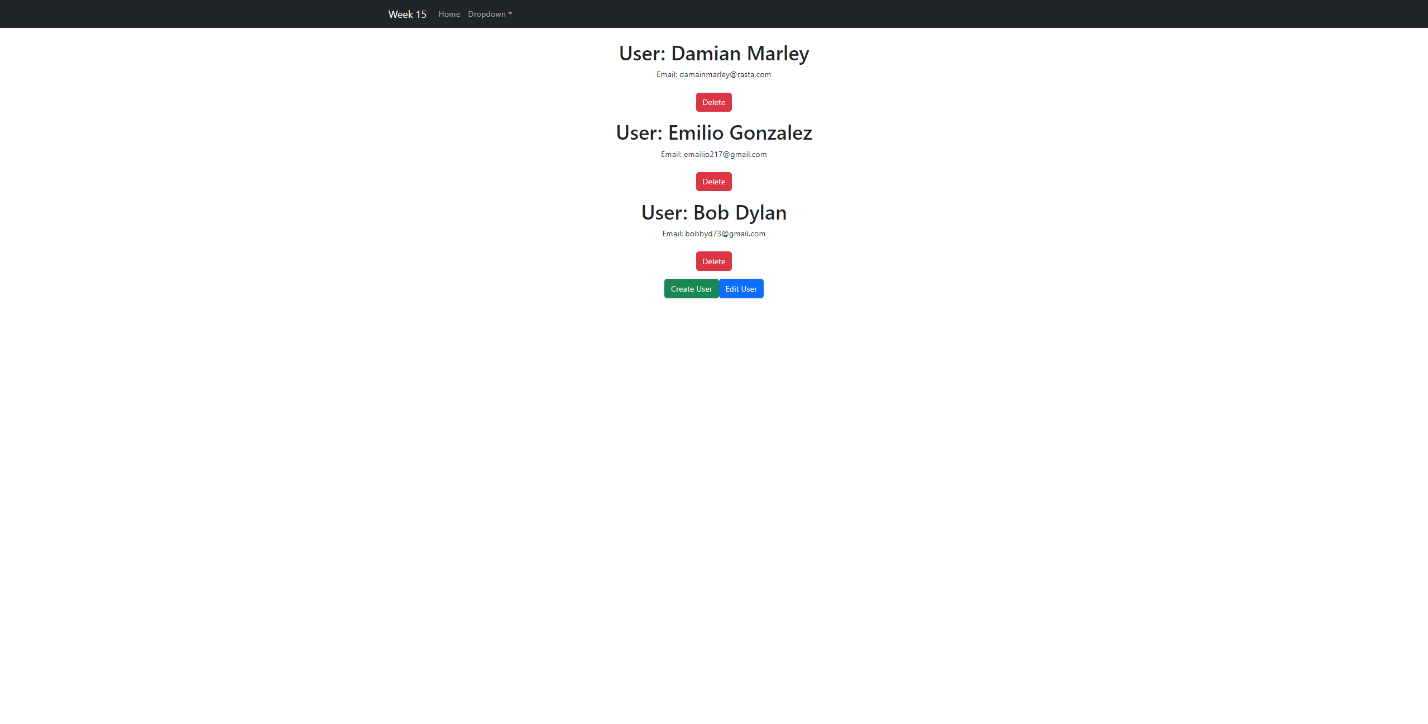 Week 15 Home Dropdown
User: Damian Marley
Email: damainmarley@rasta.com
Delete
User: Emilio Gonzalez
Email: emailio217@gmail.com
Delete
User: Bob Dylan
Email: bobbyd73@gmail.com
Delete
Create User Edit User